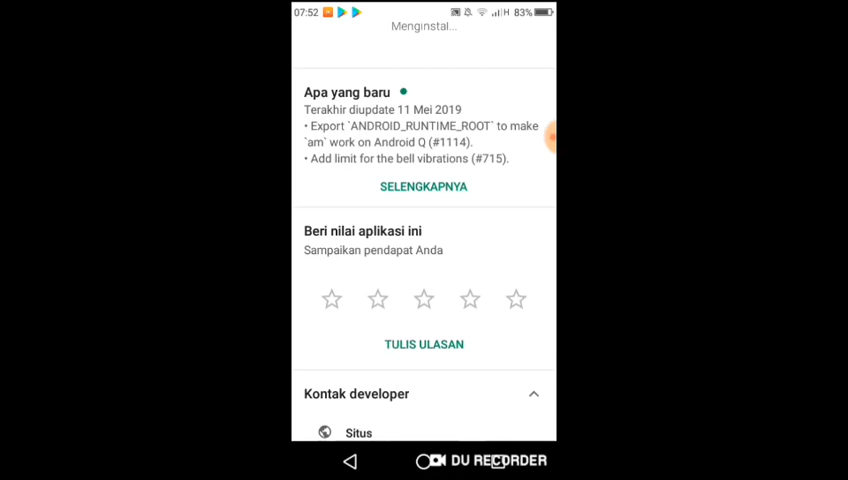 07:52
H 83%
Menginstal...
Apa yang baru
Terakhir diupdate 11 Mei 2019
• Export `ANDROID_RUNTIME_ROOT` to make
`am` work on Android Q (#1114).
• Add limit for the bell vibrations (#715).
SELENGKAPNYA
Beri nilai aplikasi ini
Sampaikan pendapat Anda
TULIS ULASAN
Kontak developer
Situs
DU RECORDER